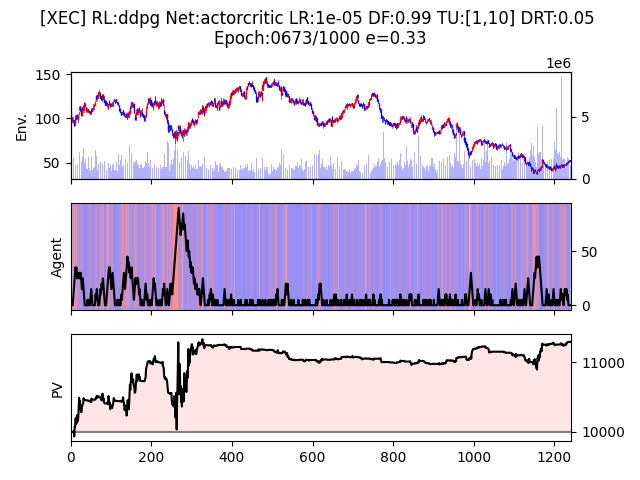 [XEC] RL:ddpg Net:actorcritic LR:1e-05 DF:0.99 TU:[1,10] DRT:0.05
Epoch:0673/1000 e=0.33
1e6
150
100
50
Env.
5
0
Agent
50
0
PV
11000
10000
0 200 400 600 800 1000 1200